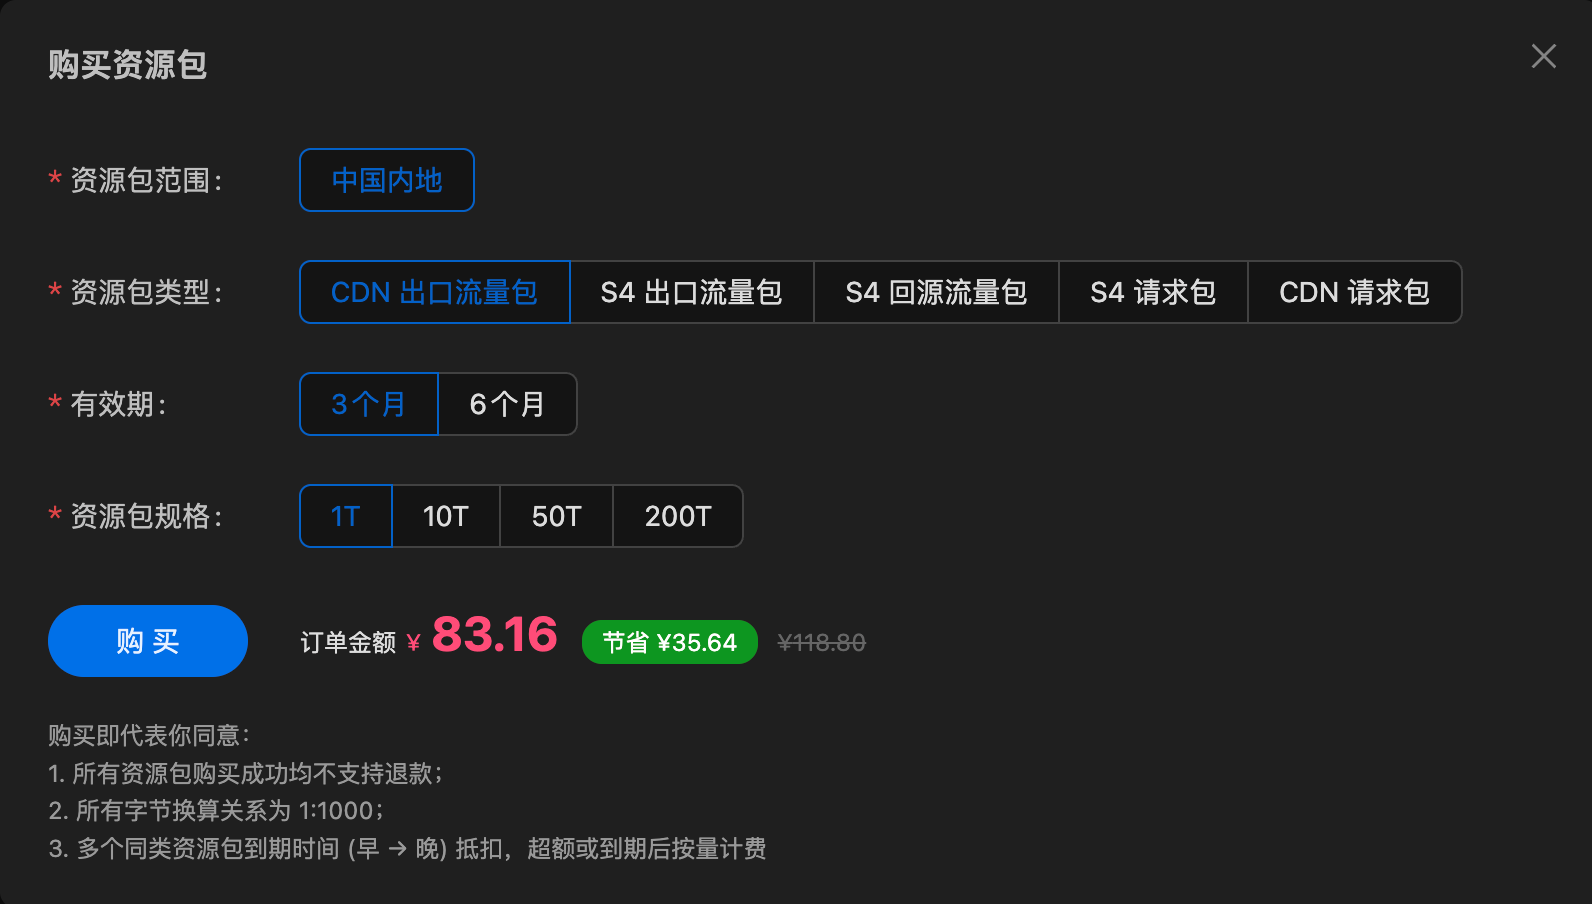 购买资源包
* 资源包范围: 中国内地
* 资源包类型: CDN 出口流量包 S4 出口流量包 S4 回源流量包 S4 请求包 CDN 请求包
* 有效期: 3个月 6个月
* 资源包规格: 1T 10T 50T 200T
购买 订单金额 ¥ 83.16 节省 ¥35.64 ¥118.80
购买即代表你同意:
1. 所有资源包购买成功均不支持退款;
2. 所有字节换算关系为 1:1000;
3. 多个同类资源包到期时间 (早 → 晚) 抵扣，超额或到期后按量计费